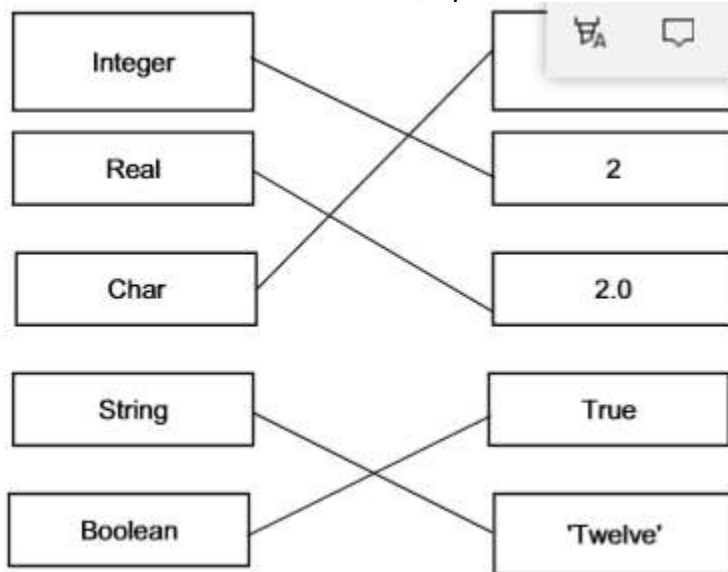 Integer
Real
2
Char
2.0
String
True
Boolean
'Twelve'